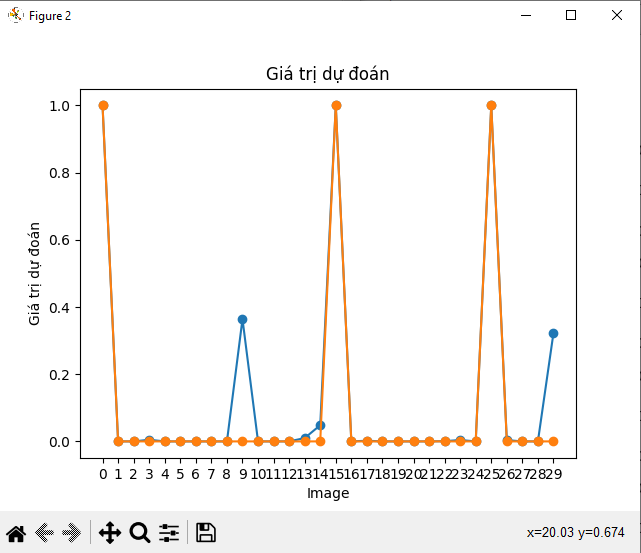 Figure 2
Giá trị dự đoán
1.0
0.8
0.6
0.4
0.2
0.0
Giá trị dự đoán
0 1 2 3 4 5 6 7 8 9 10 11 12 13 14 15 16 17 18 19 20 21 22 23 24 25 26 27 28 29
Image
x=20.03 y=0.674